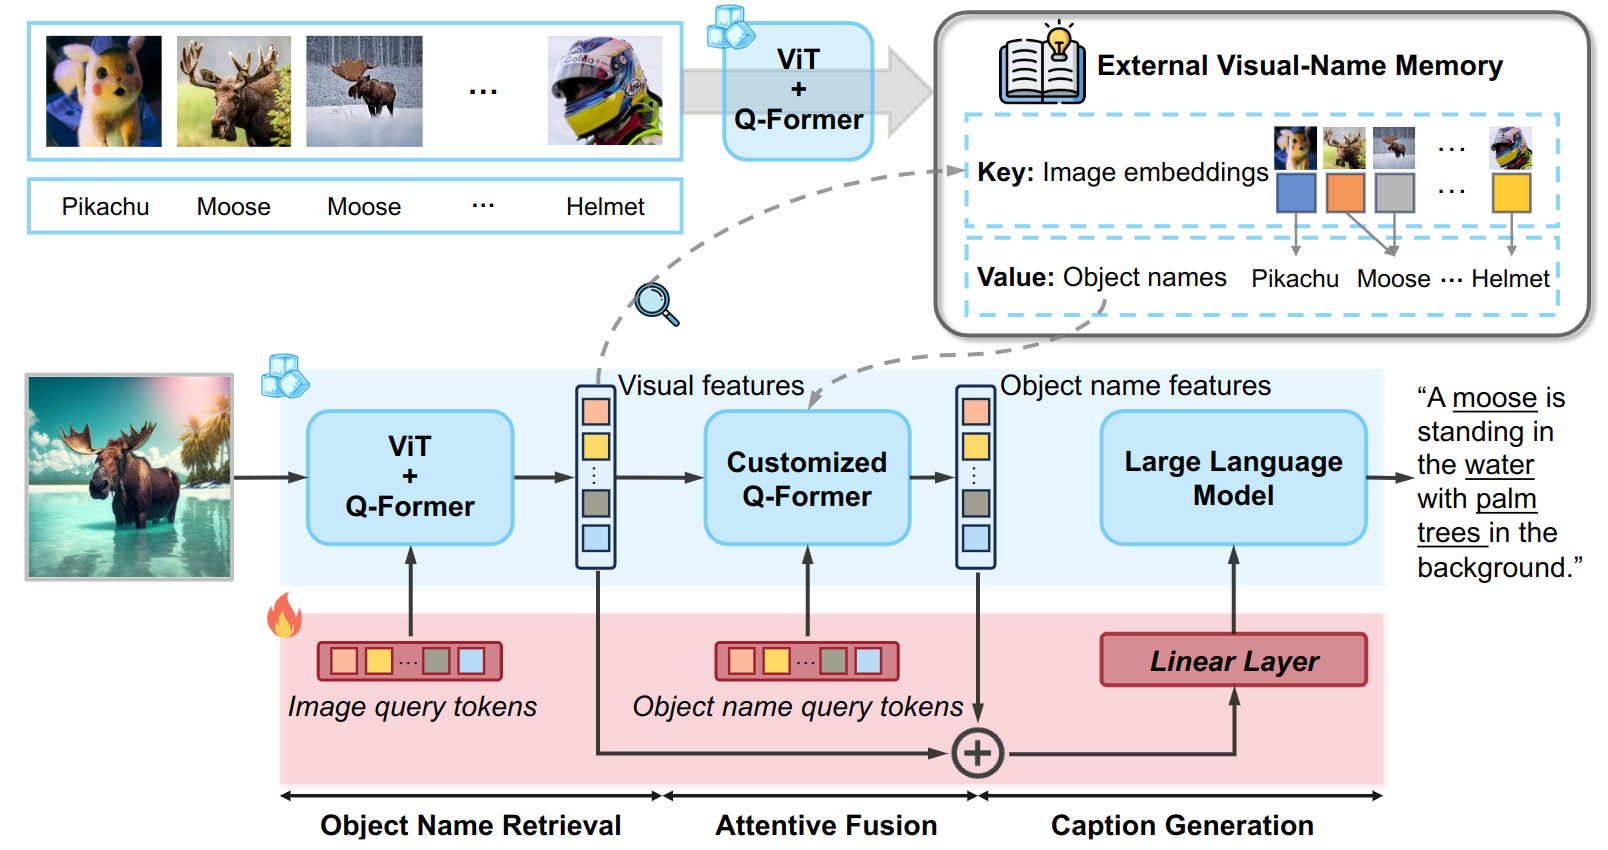 ViT
+
Q-Former
External Visual-Name Memory
Pikachu Moose Moose ... Helmet
Key: Image embeddings ...
...
Value: Object names Pikachu Moose ... Helmet
Visual features
Object name features
ViT
+
Q-Former
Customized
Q-Former
Large Language
Model
“A moose is
standing in
the water
with palm
trees in the
background.”
Image query tokens
Object name query tokens
Linear Layer
+
Object Name Retrieval
Attentive Fusion
Caption Generation